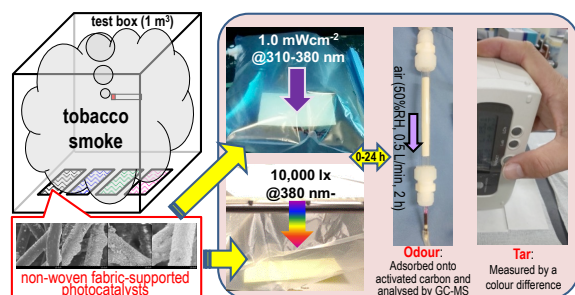 test box (1 m³)
tobacco
smoke
non-woven fabric-supported
photocatalysts
1.0 mWcm-²
@310-380 nm
10,000 lx
@380 nm-
0-24 h
air (50%RH, 0.5 L/min, 2 h)
Odour:
Adsorbed onto
activated carbon and
analysed by GC-MS
Tar:
Measured by a
colour difference